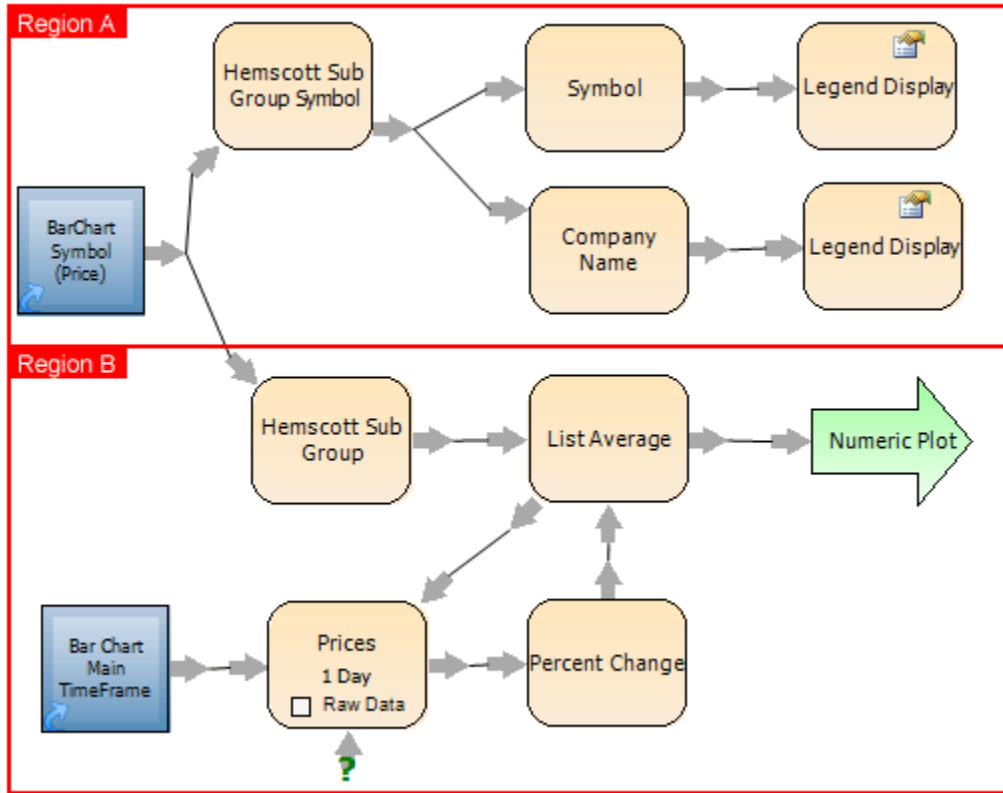 Region A
Hemscott Sub
Group Symbol
Symbol
Legend Display
BarChart
Symbol
(Price)
Company
Name
Legend Display
Region B
Hemscott Sub
Group
List Average
Numeric Plot
Bar Chart
Main
TimeFrame
Prices
1 Day
Raw Data
Percent Change
?